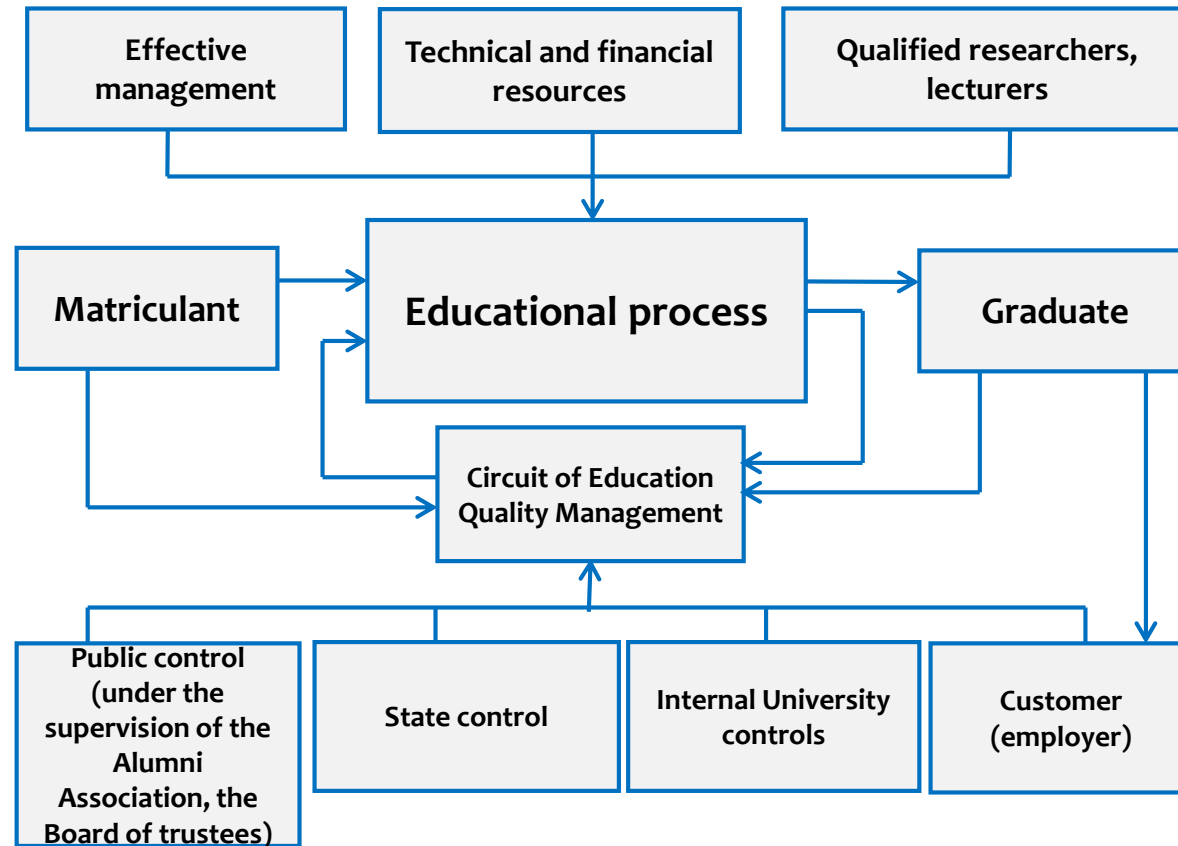 Effective
management
Technical and financial
resources
Qualified researchers,
lecturers
Matriculant
Educational process
Graduate
Circuit of Education
Quality Management
Public control
(under the
supervision of the
Alumni
Association, the
Board of trustees)
State control
Internal University
controls
Customer
(employer)